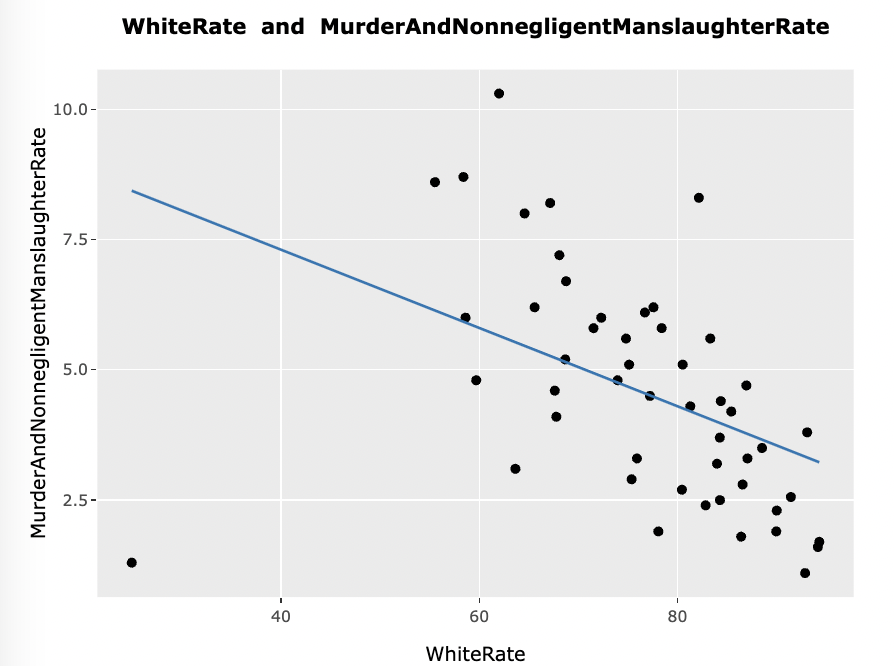 WhiteRate and MurderAndNonnegligentManslaughterRate
MurderAndNonnegligentManslaughterRate
10.0
7.5
5.0
2.5
40 60 80
WhiteRate